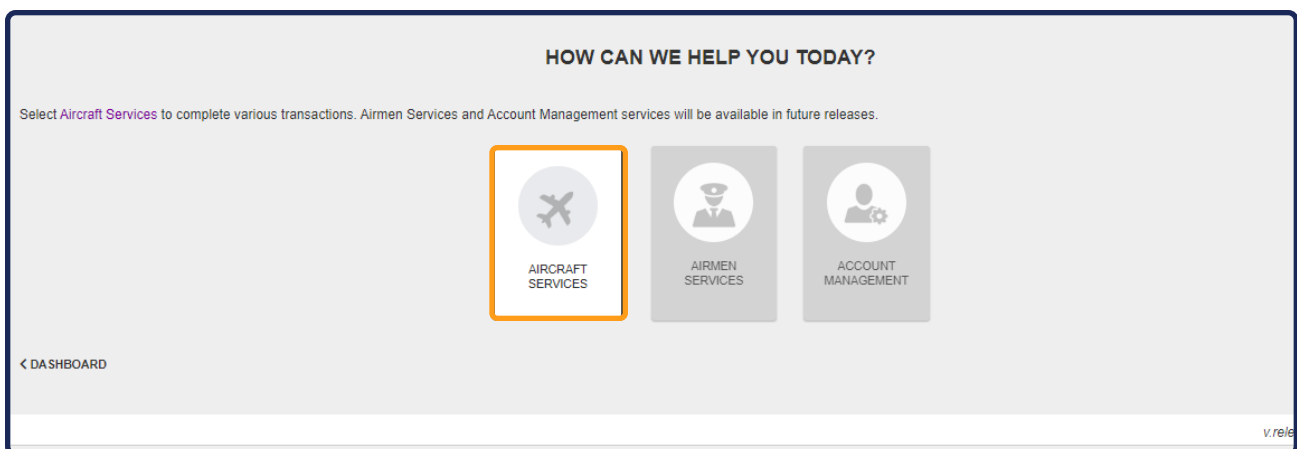 HOW CAN WE HELP YOU TODAY?
Select Aircraft Services to complete various transactions. Airmen Services and Account Management services will be available in future releases.
AIRCRAFT
SERVICES
AIRMEN
SERVICES
ACCOUNT
MANAGEMENT
< DASHBOARD
v.rele